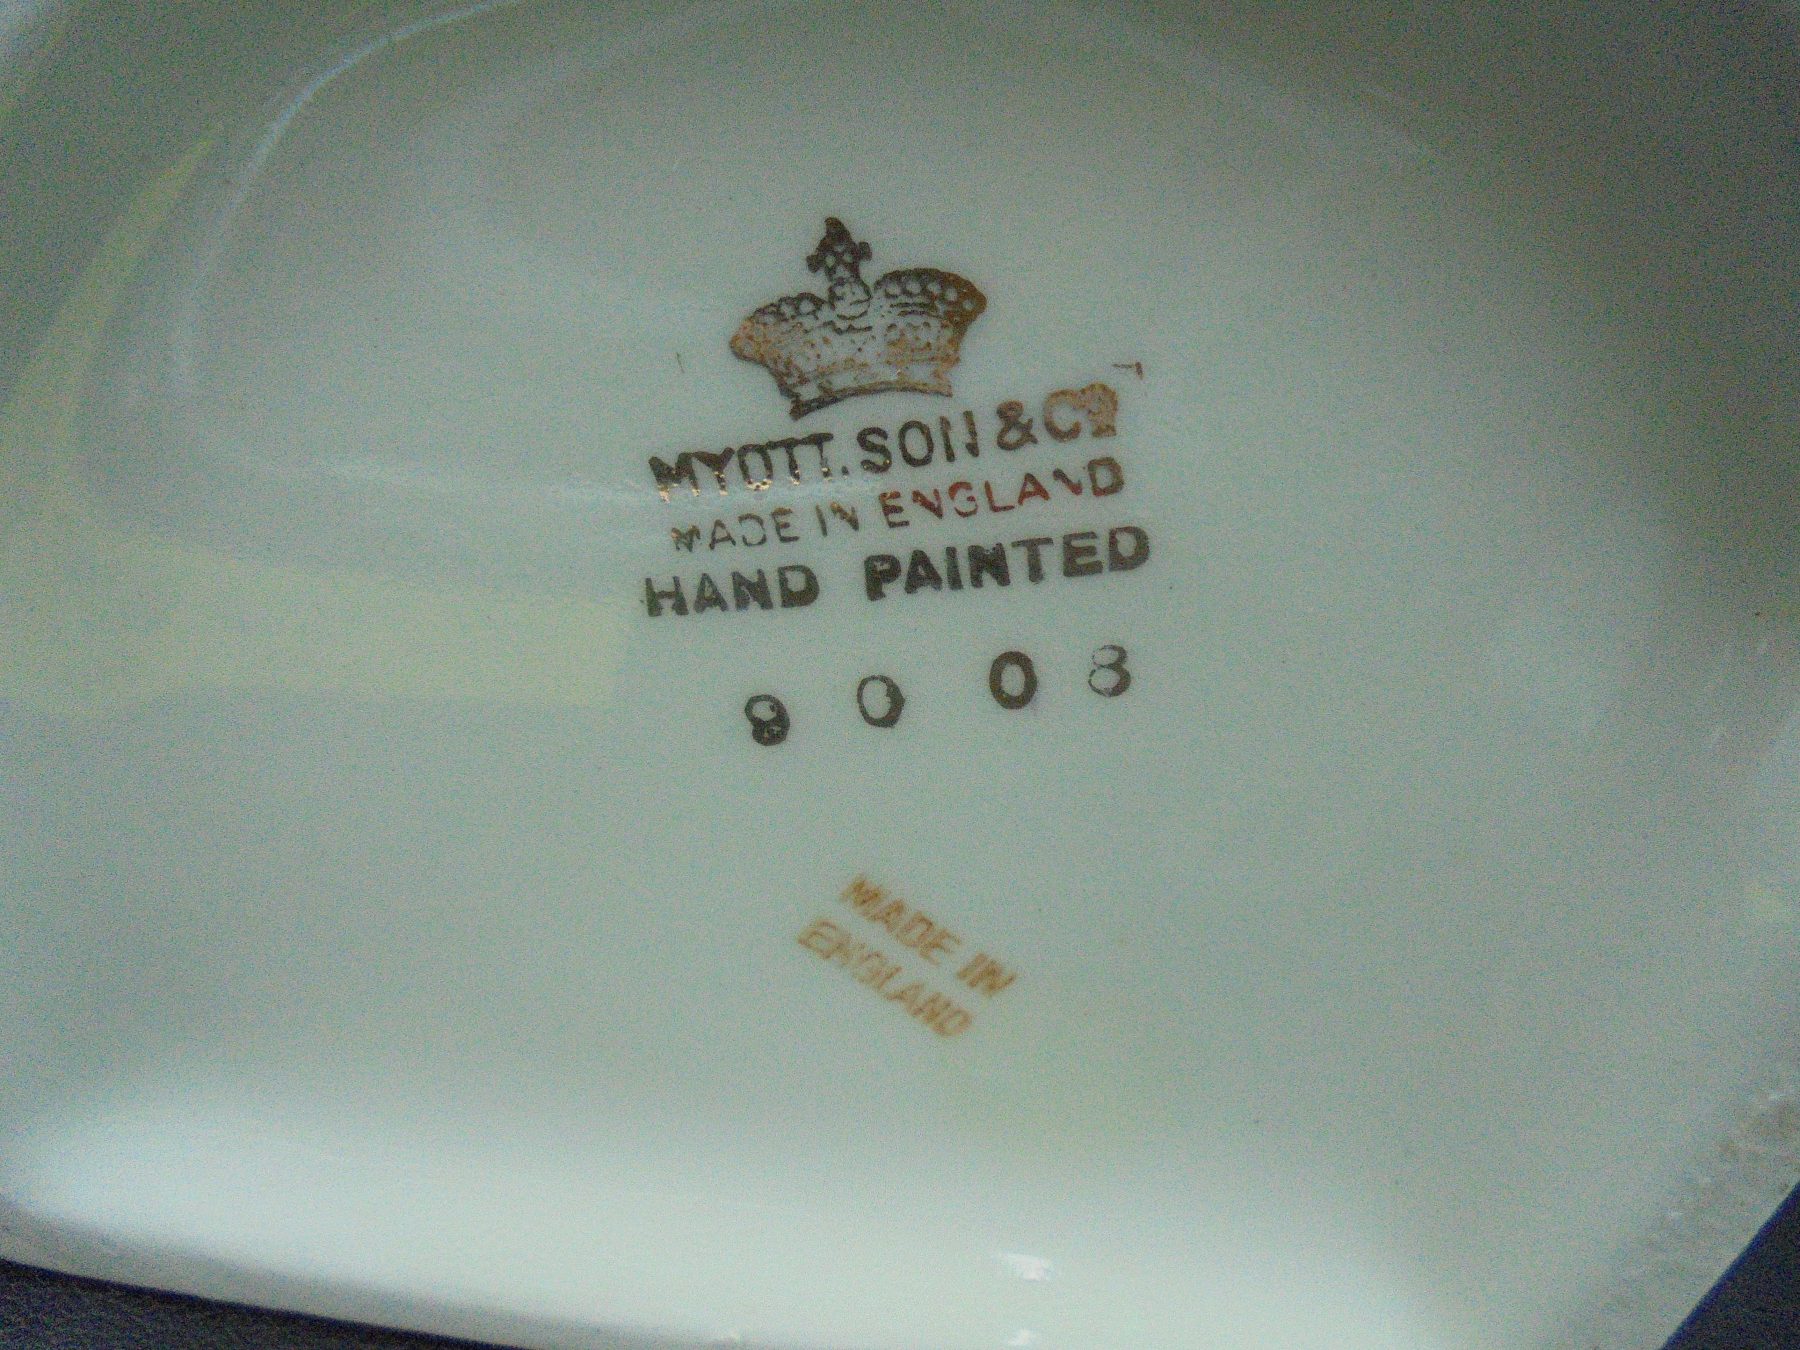 MYOTT. SON & Cº
MADE IN ENGLAND
HAND PAINTED
9008
MADE IN
ENGLAND